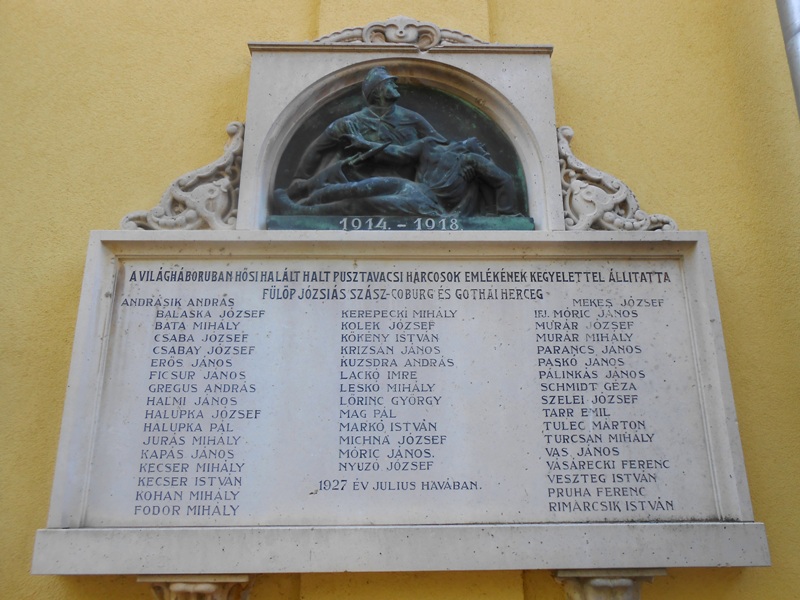 1914. – 1918
A VILÁGHÁBORUBAN HŐSI HALÁLT HALT PUSZTAVACSI HARCOSOK EMLÉKÉNEK KEGYELETTEL ÁLLITATTA
FÜLÖP JÓZSIÁS SZÁSZ-COBURG ÉS GOTHAI HERCEG
ANDRÁSIK ANDRÁS
BALÁSKA JÓZSEF
BATA MIHÁLY
CSABA JÓZSEF
CSABAY JÓZSEF
ERŐS JÁNOS
FICSUR JÁNOS
GREGUS ANDRÁS
HALMI JÁNOS
HALUPKA JÓZSEF
HALUPKA PÁL
JURÁS MIHÁLY
KAPÁS JÁNOS
KECSER MIHÁLY
KECSER ISTVÁN
KOHAN MIHÁLY
FODOR MIHÁLY
KEREPECKI MIHÁLY
KOLEK JÓZSEF
KÖKÉNY ISTVÁN
KRIZSÁN JÁNOS
KUZSDRA ANDRÁS
LACKÓ IMRE
LESKÓ MIHÁLY
LŐRINC GYÖRGY
MAG PÁL
MARKÓ ISTVÁN
MICHNA JÓZSEF
MÓRIC JÁNOS.
NYUZÓ JÓZSEF
1927 ÉV JULIUS HAVÁBAN.
MEKES JÓZSEF
IFJ. MÓRIC JÁNOS
MURÁR JÓZSEF
MURÁR MIHÁLY
PARANCS JÁNOS
PASKÓ JÁNOS
PÁLINKÁS JÁNOS
SCHMIDT GÉZA
SZELEI JÓZSEF
TARR EMIL
TULEC MÁRTON
TURCSAN MIHÁLY
VAS JÁNOS
VÁSÁRECKI FERENC
VESZTEG ISTVÁN
PRUHA FERENC
RIMÁRCSIK ISTVÁN